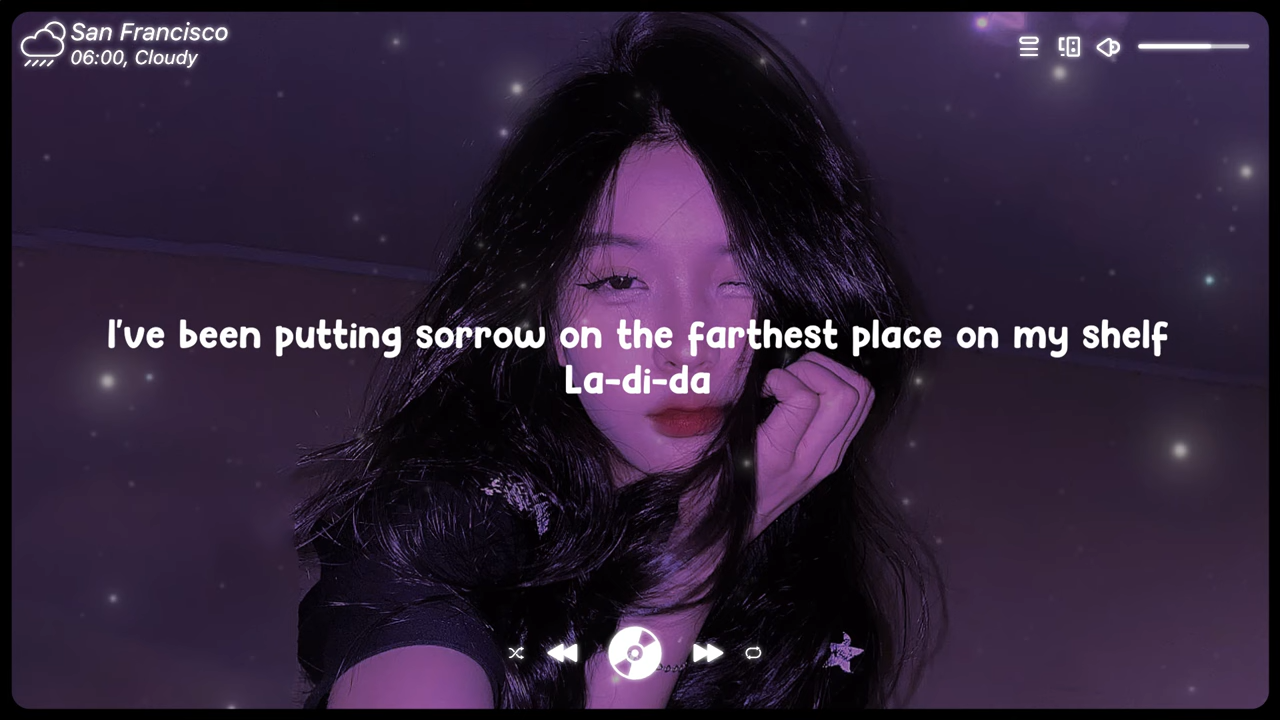 San Francisco
06:00, Cloudy
I've been putting sorrow on the farthest place on my shelf
La-di-da